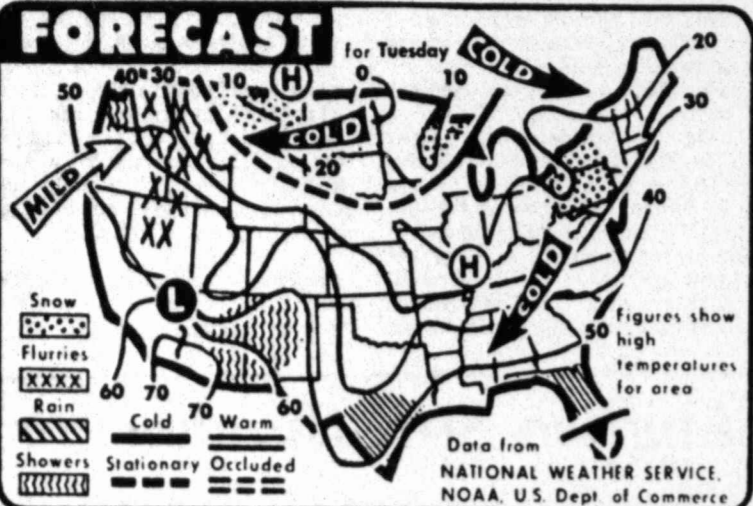 FORECAST
for Tuesday
COLD
20
50
40
30
10
H
0
10
30
COLD
20
MILD
40
H
COLD
L
Snow
Flurries
XXXX
Rain
Showers
60
70
70
60
50
Figures show
high
temperatures
for area
Cold
Warm
Stationary
Occluded
Data from
NATIONAL WEATHER SERVICE,
NOAA, U.S. Dept. of Commerce